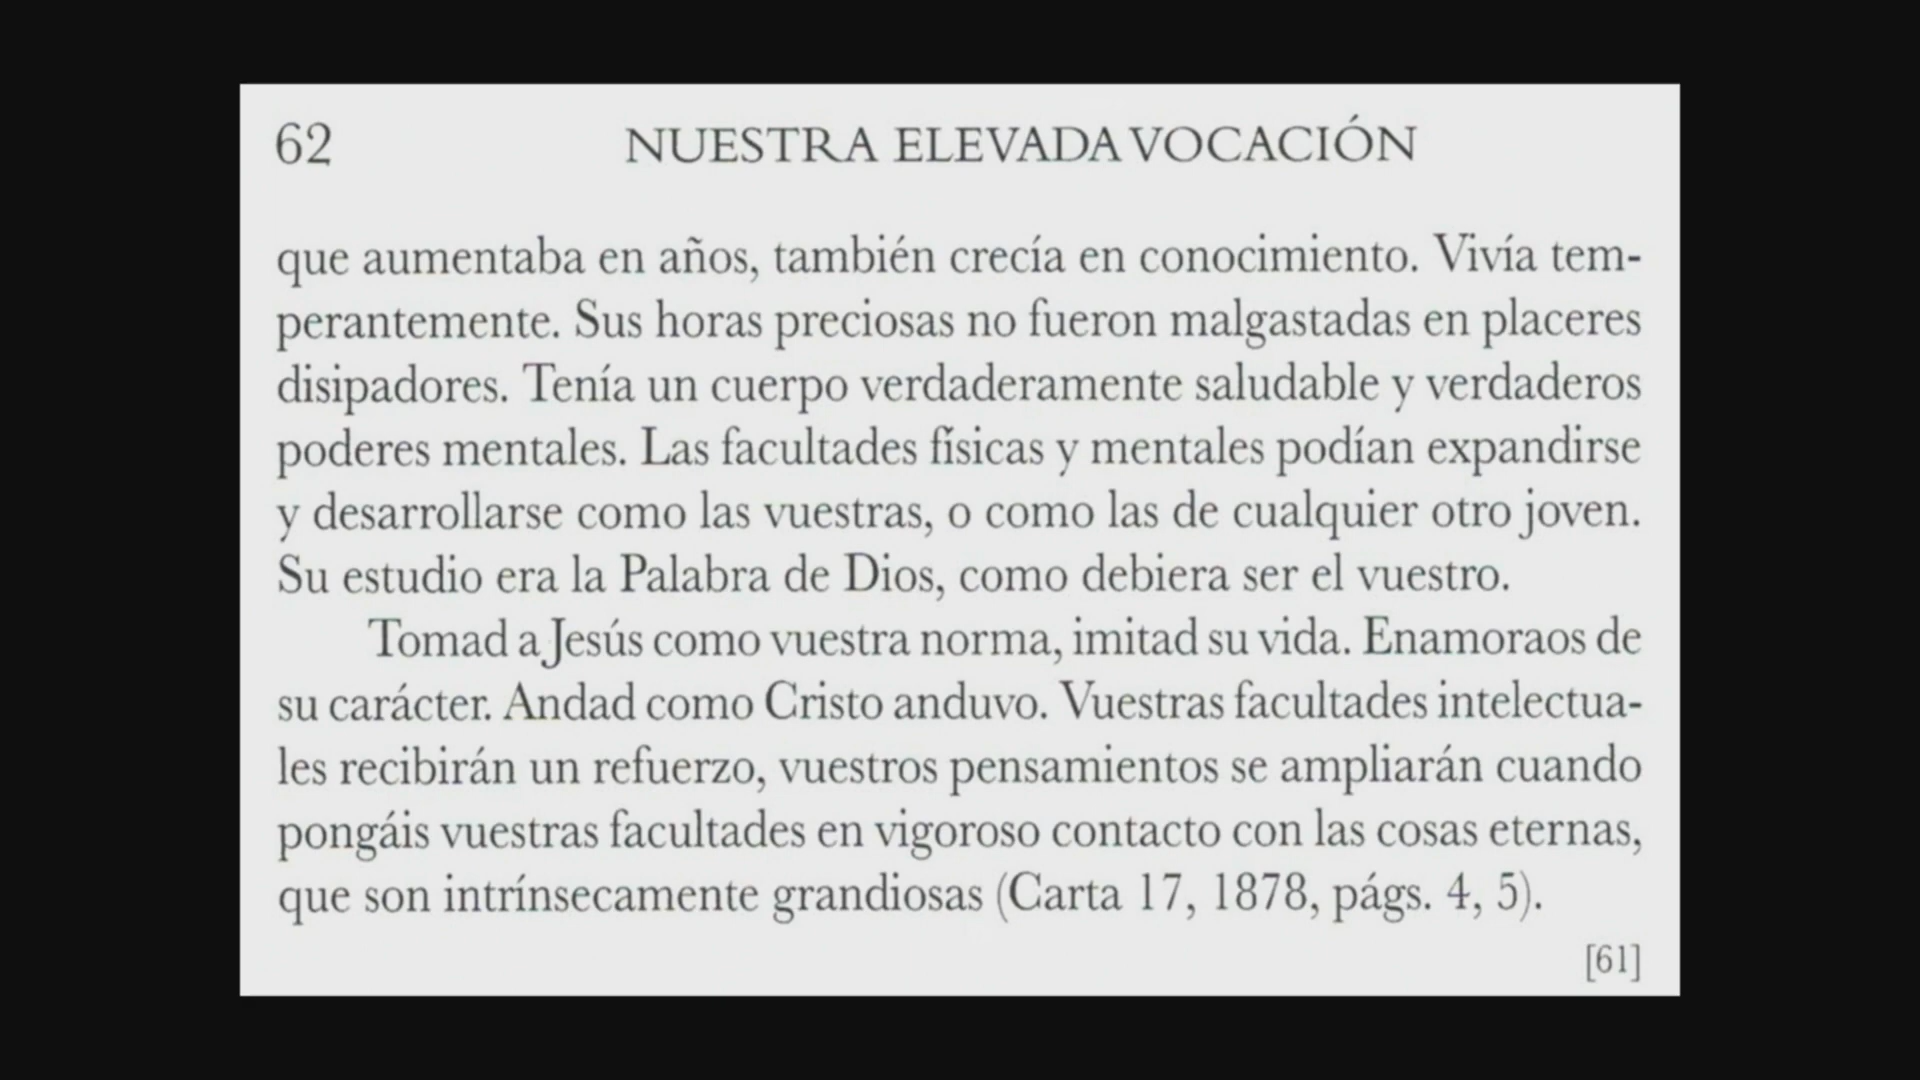 62 NUESTRA ELEVADA VOCACIÓN
que aumentaba en años, también crecía en conocimiento. Vivía tem-
perantemente. Sus horas preciosas no fueron malgastadas en placeres
disipadores. Tenía un cuerpo verdaderamente saludable y verdaderos
poderes mentales. Las facultades físicas y mentales podían expandirse
y desarrollarse como las vuestras, o como las de cualquier otro joven.
Su estudio era la Palabra de Dios, como debiera ser el vuestro.
Tomad a Jesús como vuestra norma, imitad su vida. Enamoraos de
su carácter. Andad como Cristo anduvo. Vuestras facultades intelectua-
les recibirán un refuerzo, vuestros pensamientos se ampliarán cuando
pongáis vuestras facultades en vigoroso contacto con las cosas eternas,
que son intrínsecamente grandiosas (Carta 17, 1878, págs. 4, 5).
[61]